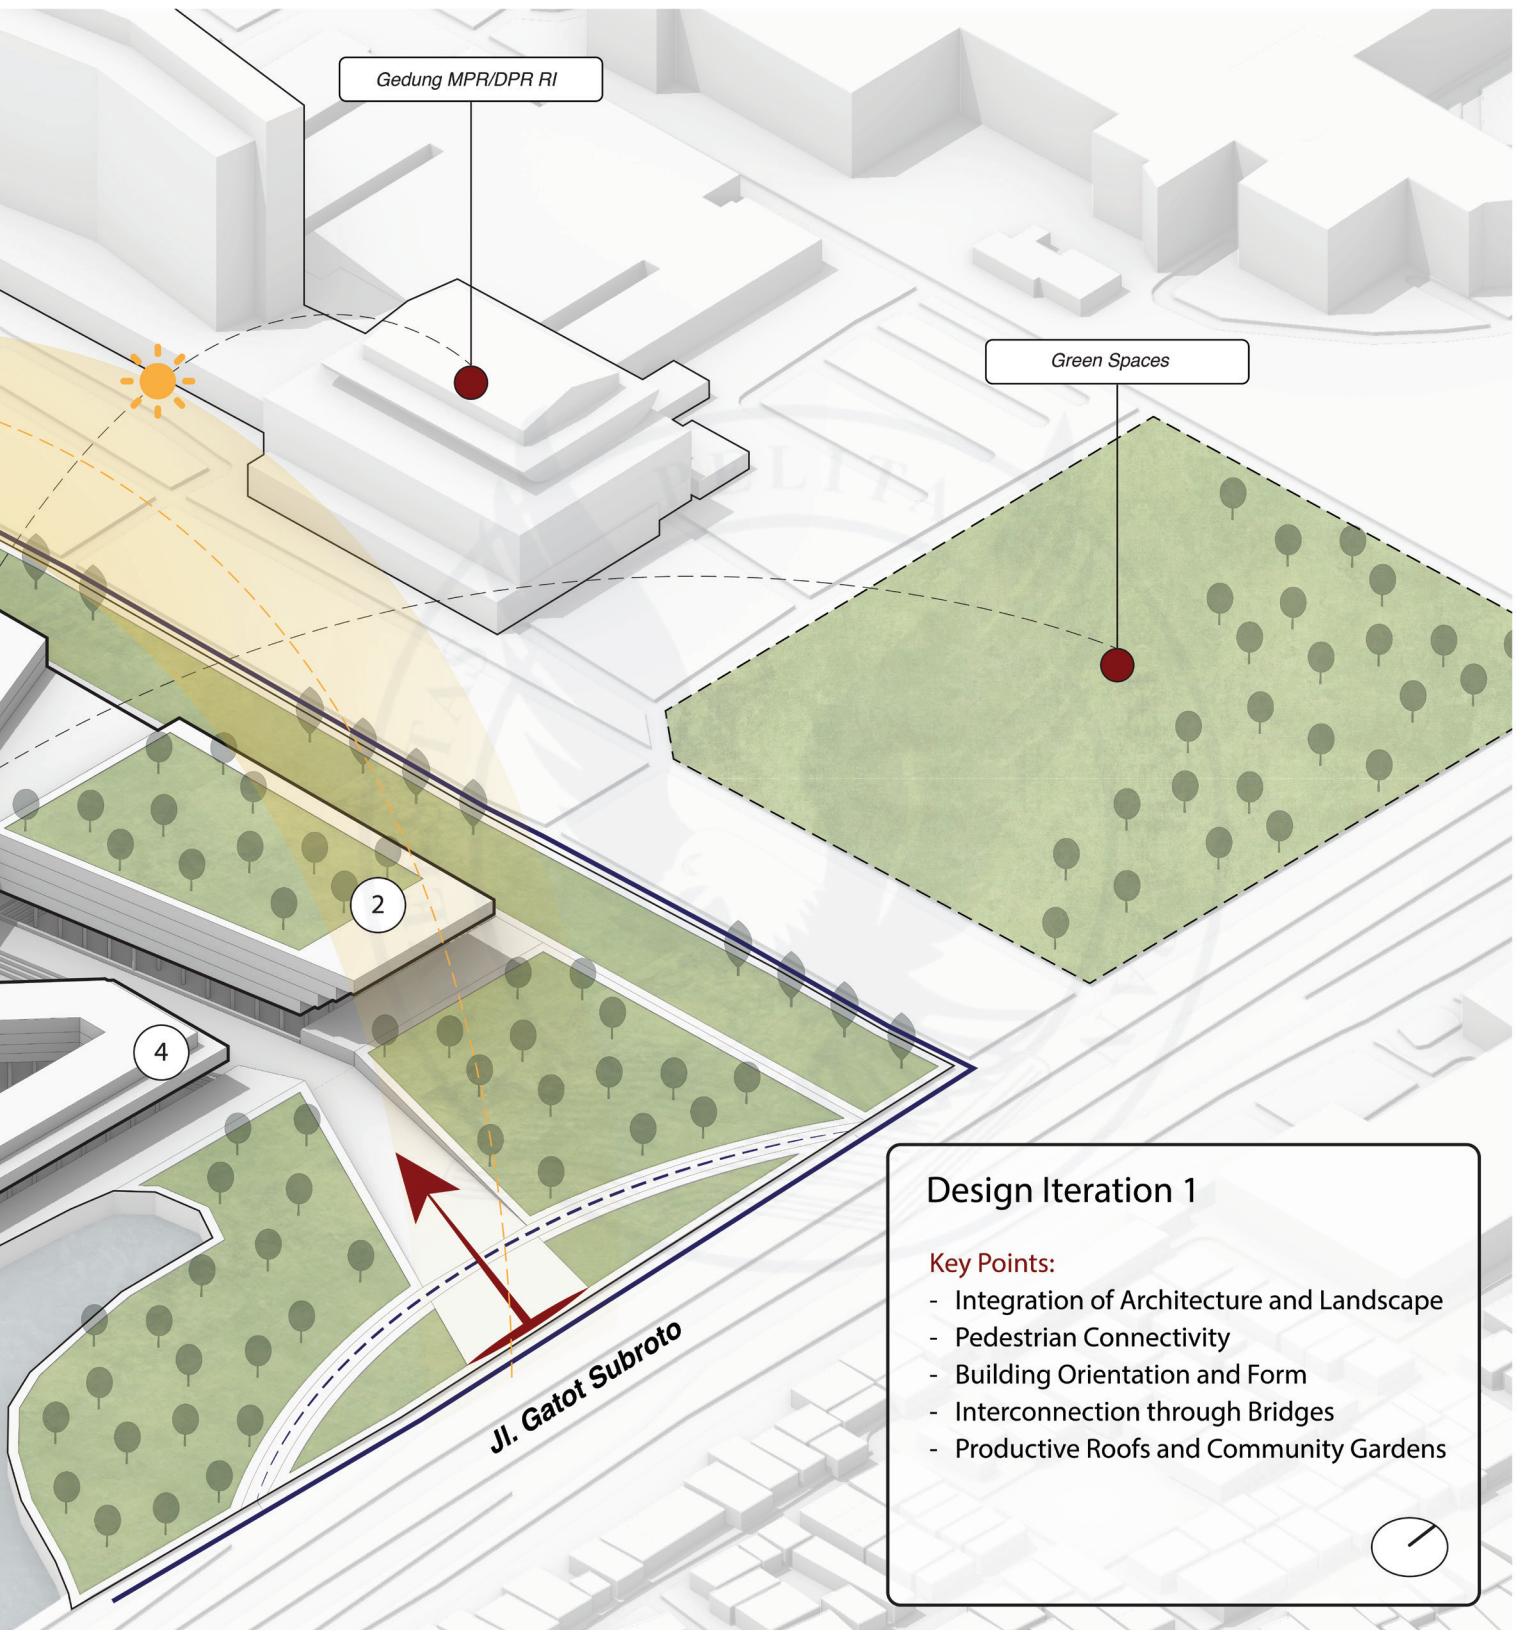 Gedung MPR/DPR RI
Green Spaces
PELITA
2
4
Jl. Gatot Subroto
Design Iteration 1
Key Points:
- Integration of Architecture and Landscape
- Pedestrian Connectivity
- Building Orientation and Form
- Interconnection through Bridges
- Productive Roofs and Community Gardens